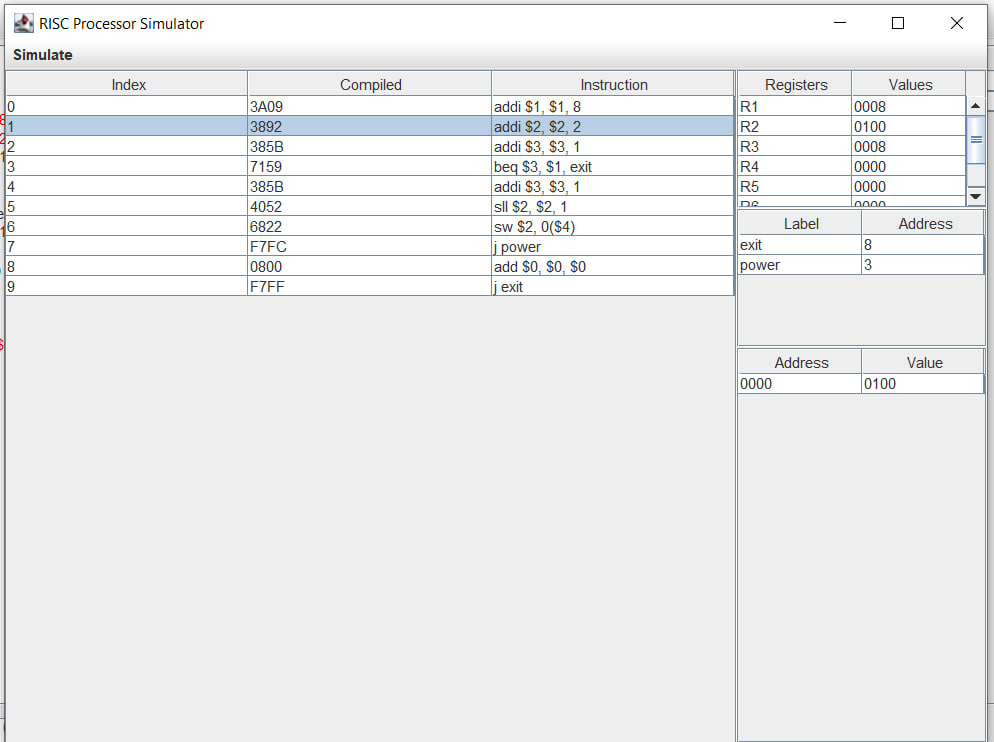 RISC Processor Simulator
Simulate
Index Compiled Instruction
0 3A09 addi $1, $1, 8
1 3892 addi $2, $2, 2
2 385B addi $3, $3, 1
3 7159 beq $3, $1, exit
4 385B addi $3, $3, 1
5 4052 sll $2, $2, 1
6 6822 sw $2, 0($4)
7 F7FC j power
8 0800 add $0, $0, $0
9 F7FF j exit
Registers Values
R1 0008
R2 0100
R3 0008
R4 0000
R5 0000
R6 0000
Label Address
exit 8
power 3
Address Value
0000 0100